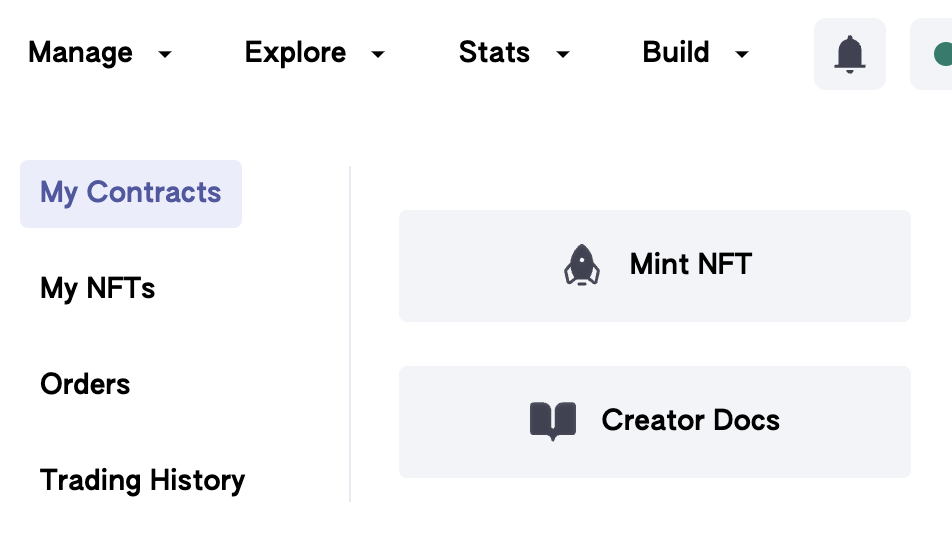 Manage
Explore
Stats
Build
My Contracts
My NFTs
Orders
Trading History
Mint NFT
Creator Docs